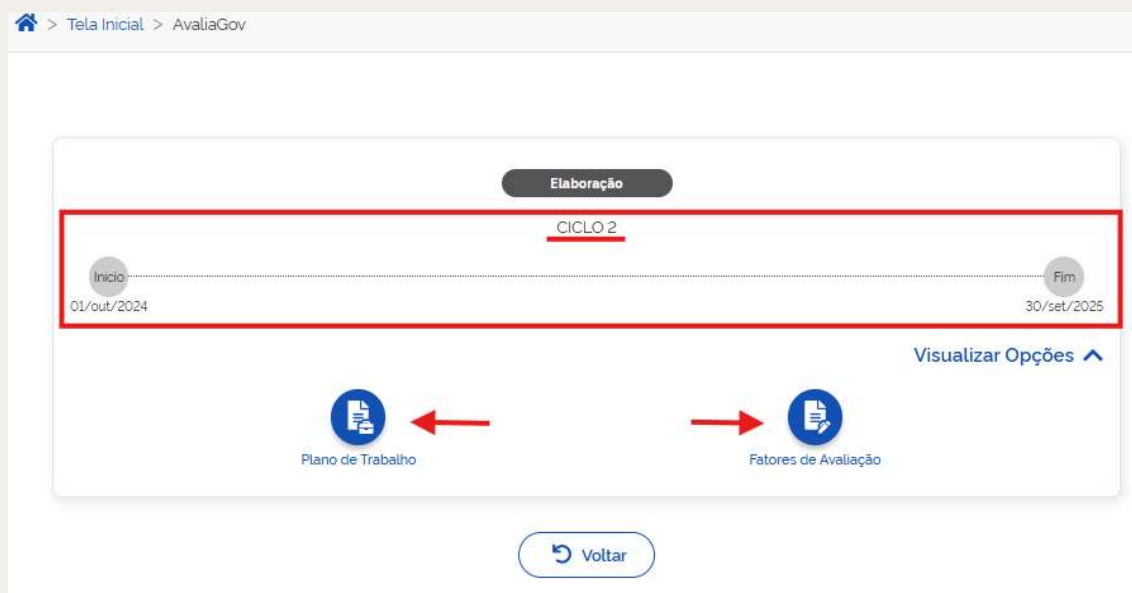 > Tela Inicial > AvaliaGov
Elaboração
CICLO 2
Início
Fim
01/out/2024
30/set/2025
Visualizar Opções
Plano de Trabalho
Fatores de Avaliação
Voltar